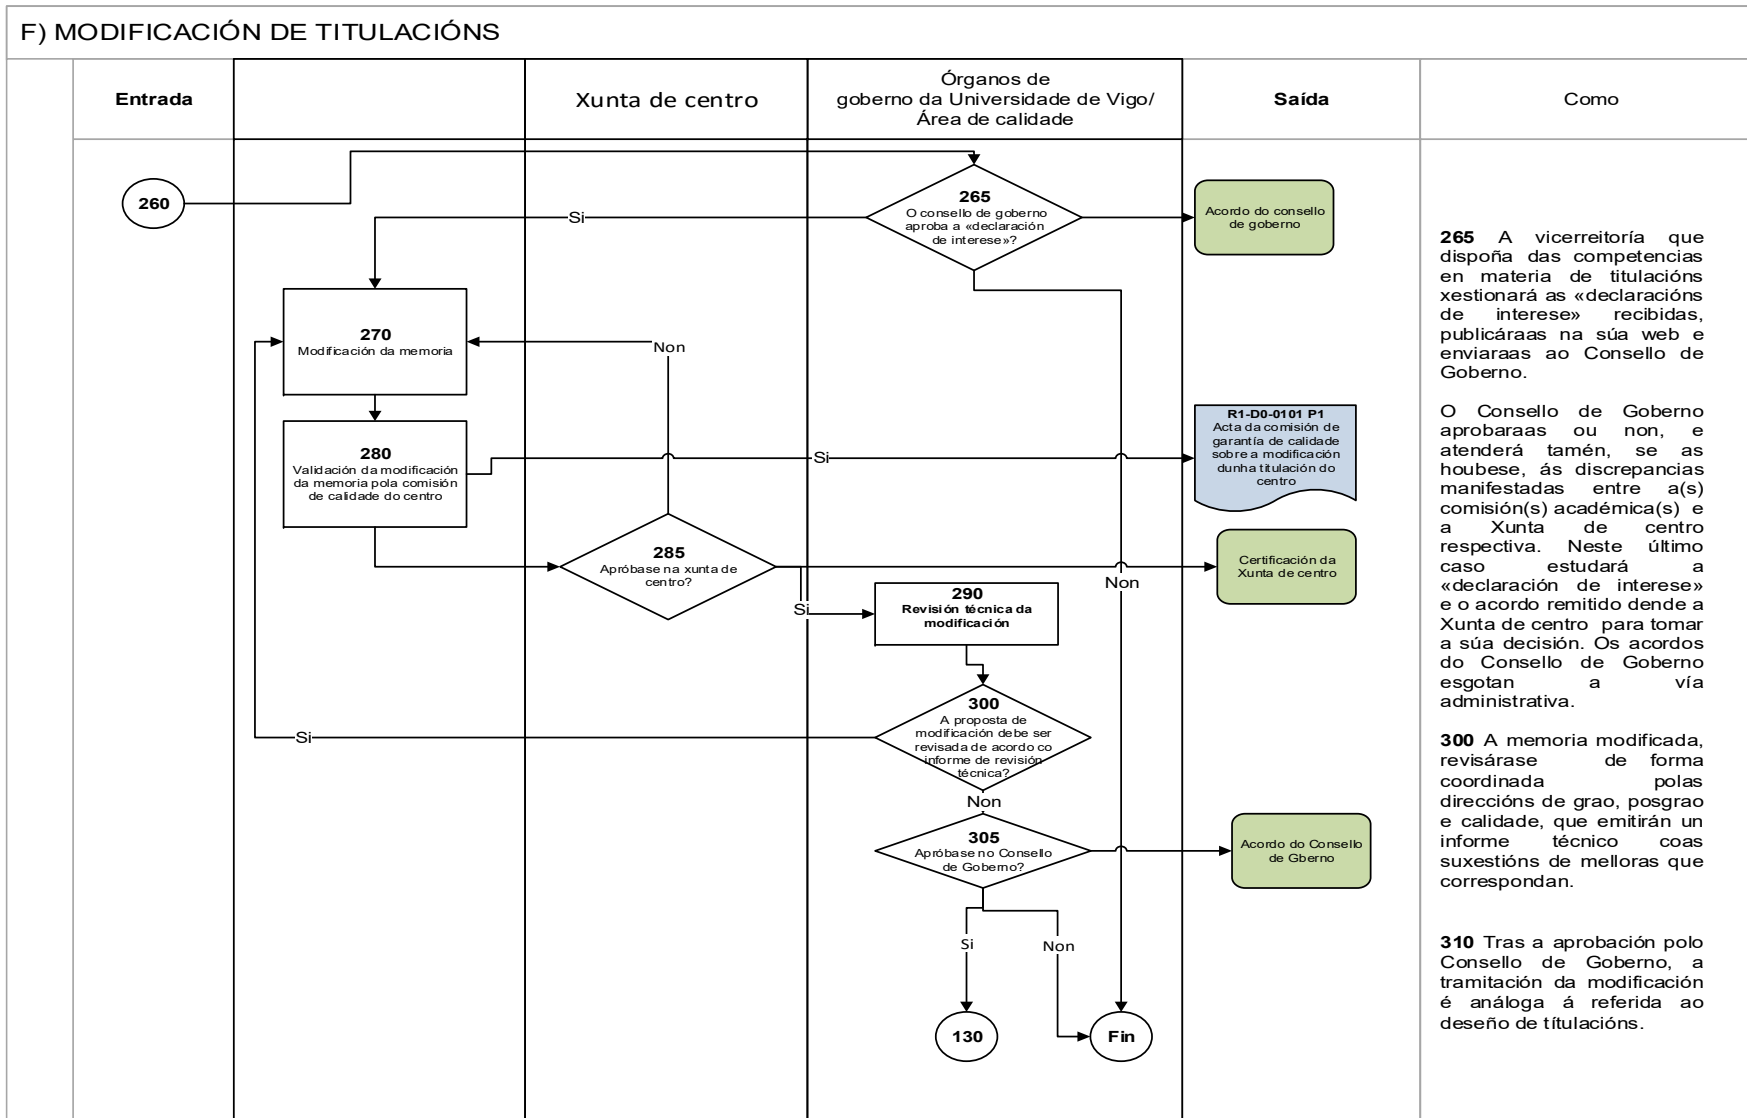 F) MODIFICACIÓN DE TITULACIÓNS
Entrada
Xunta de centro
Órganos de
goberno da Universidade de Vigo/
Área de calidade
Saída
Como
260
265
O consello de goberno
aproba a «declaración
de interese»?
Si
Acordo do consello
de goberno
270
Modificación da memoria
Non
280
Validación da modificación
da memoria pola comisión
de calidade do centro
Si
R1-D0-0101 P1
Acta da comisión de
garantía de calidade
sobre a modificación
dunha titulación do
centro
285
Apróbase na xunta de
centro?
Certificación da
Xunta de centro
Non
Si
290
Revisión técnica da
modificación
300
A proposta de
modificación debe ser
revisada de acordo co
informe de revisión
técnica?
Si
Non
305
Apróbase no Consello
de Goberno?
Acordo do Consello
de Gberno
Si
Non
130
Fin
265 A vicerreitoría que
dispoña das competencias
en materia de titulacións
xestionará as «declaracións
de interese» recibidas,
publicáraas na súa web e
enviaraas ao Consello de
Goberno.
O Consello de Goberno
aprobaraas ou non, e
atenderá tamén, se as
houbese, ás discrepancias
manifestadas entre a(s)
comisión(s) académica(s) e
a Xunta de centro
respectiva. Neste último
caso estudará a
«declaración de interese»
e o acordo remitido dende a
Xunta de centro para tomar
a súa decisión. Os acordos
do Consello de Goberno
esgotan a vía
administrativa.
300 A memoria modificada,
revisárase de forma
coordinada polas
direccións de grao, posgrao
e calidade, que emitirán un
informe técnico coas
suxestións de melloras que
correspondan.
310 Tras a aprobación polo
Consello de Goberno, a
tramitación da modificación
é análoga á referida ao
deseño de títulacións.